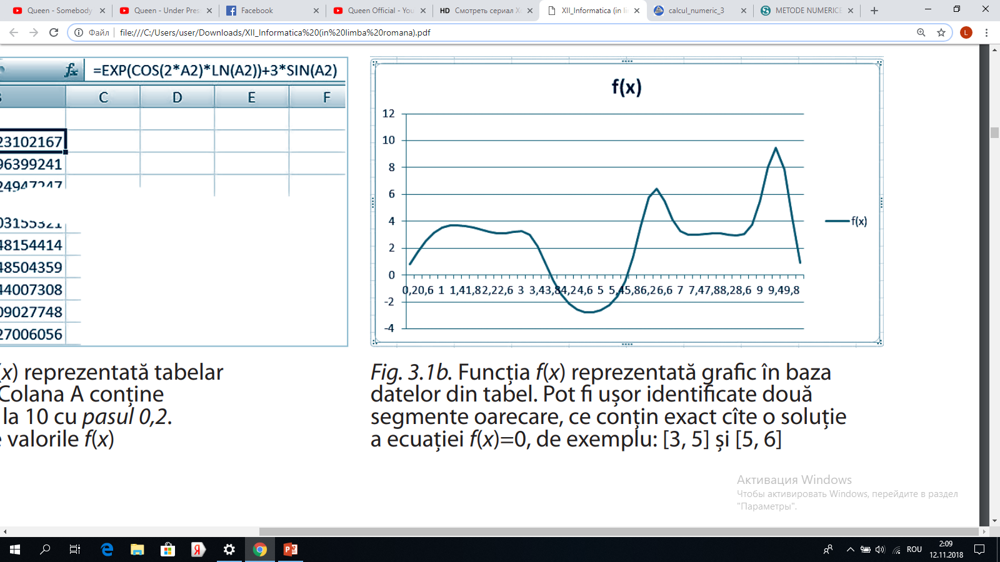 Queen - Somebody
Queen - Under Pres
Facebook
Queen Official - You
HD Смотреть сериал Х
XII_Informatica (in li
calcul_numeric_3
METODE NUMERICE
Файл file:///C:/Users/user/Downloads/XII_Informatica%20(in%20limba%20romana).pdf
L
fx =EXP(COS(2*A2)*LN(A2))+3*SIN(A2)
C D E F
23102167
96399241
24947247
03155321
48154414
48504359
44007308
09027748
27006056
(x) reprezentată tabelar
Colana A conține
la 10 cu pasul 0,2.
valorile f(x)
f(x)
12
10
8
6
4
2
0
-2
-4
0,20,6 1 1,41,8 2,22,6 3 3,43,84,24,6 5 5,45,86,26,6 7 7,47,88,28,6 9 9,49,8
f(x)
Fig. 3.1b. Funcția f(x) reprezentată grafic în baza
datelor din tabel. Pot fi ușor identificate două
segmente oarecare, ce conțin exact cîte o soluție
a ecuației f(x)=0, de exemplu: [3, 5] și [5, 6]
Активация Windows
Чтобы активировать Windows, перейдите в раздел
"Параметры".
ROU
2:09
12.11.2018